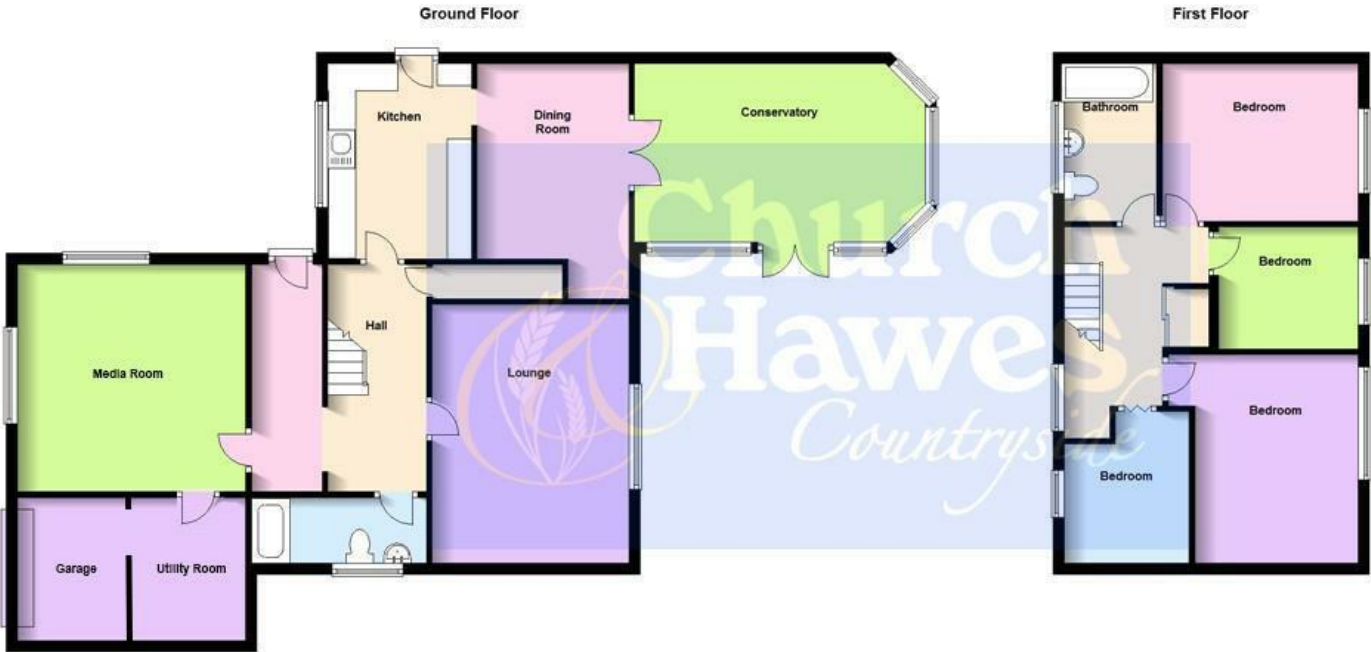 Ground Floor
First Floor
Kitchen
Dining
Room
Conservatory
Bathroom
Bedroom
Bedroom
Hall
Media Room
Lounge
Bedroom
Bedroom
Garage
Utility Room
Church
& Hawes
Countryside